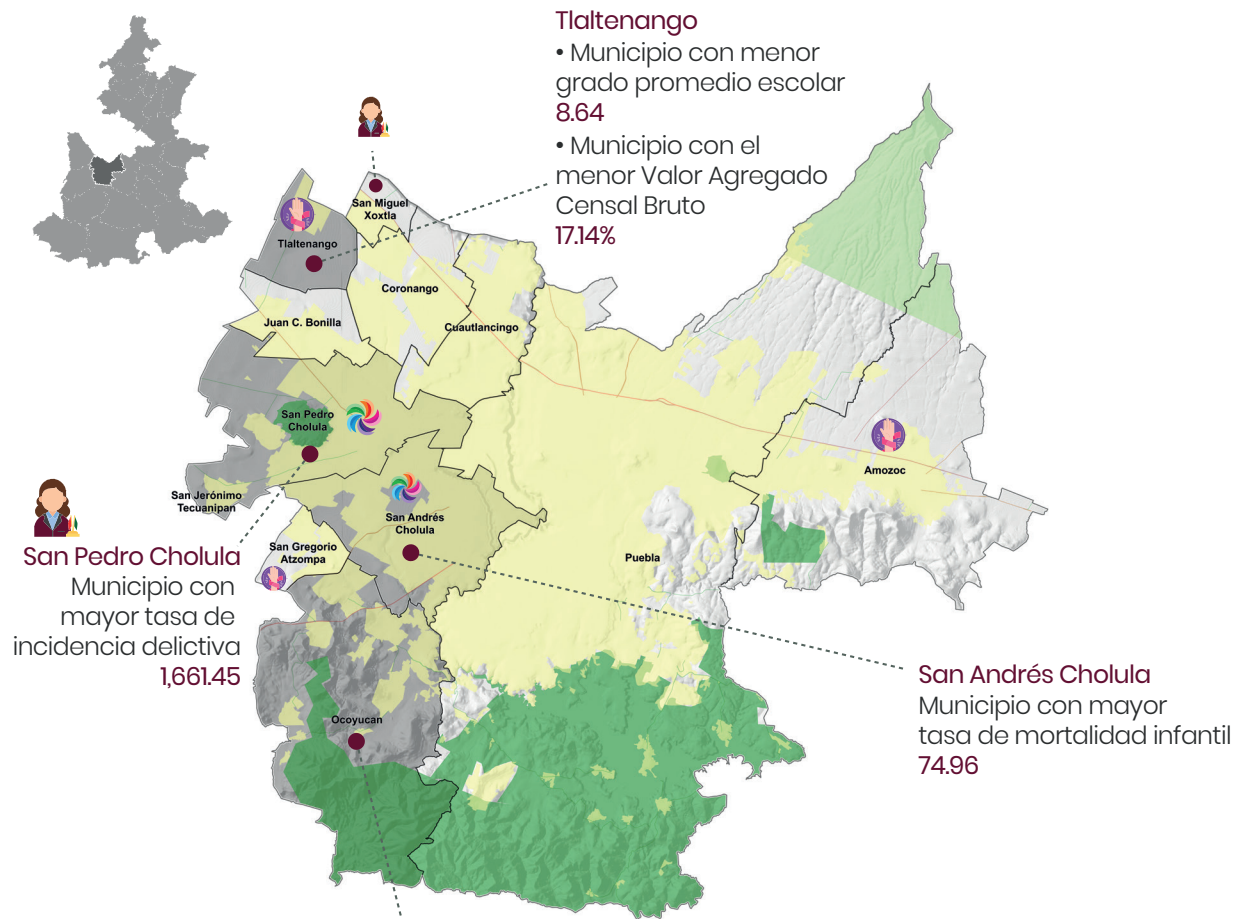 Tlaltenango
• Municipio con menor
grado promedio escolar
8.64
• Municipio con el
menor Valor Agregado
Censal Bruto
17.14%
San Miguel
Xoxtla
Tlaltenango
Coronango
Juan C. Bonilla
Cuautlancingo
San Pedro
Cholula
Amozoc
San Jerónimo
Tecuanipan
San Andrés
Cholula
San Gregorio
Atzompa
Puebla
San Pedro Cholula
Municipio con
mayor tasa de
incidencia delictiva
1,661.45
San Andrés Cholula
Municipio con mayor
tasa de mortalidad infantil
74.96
Ocoyucan